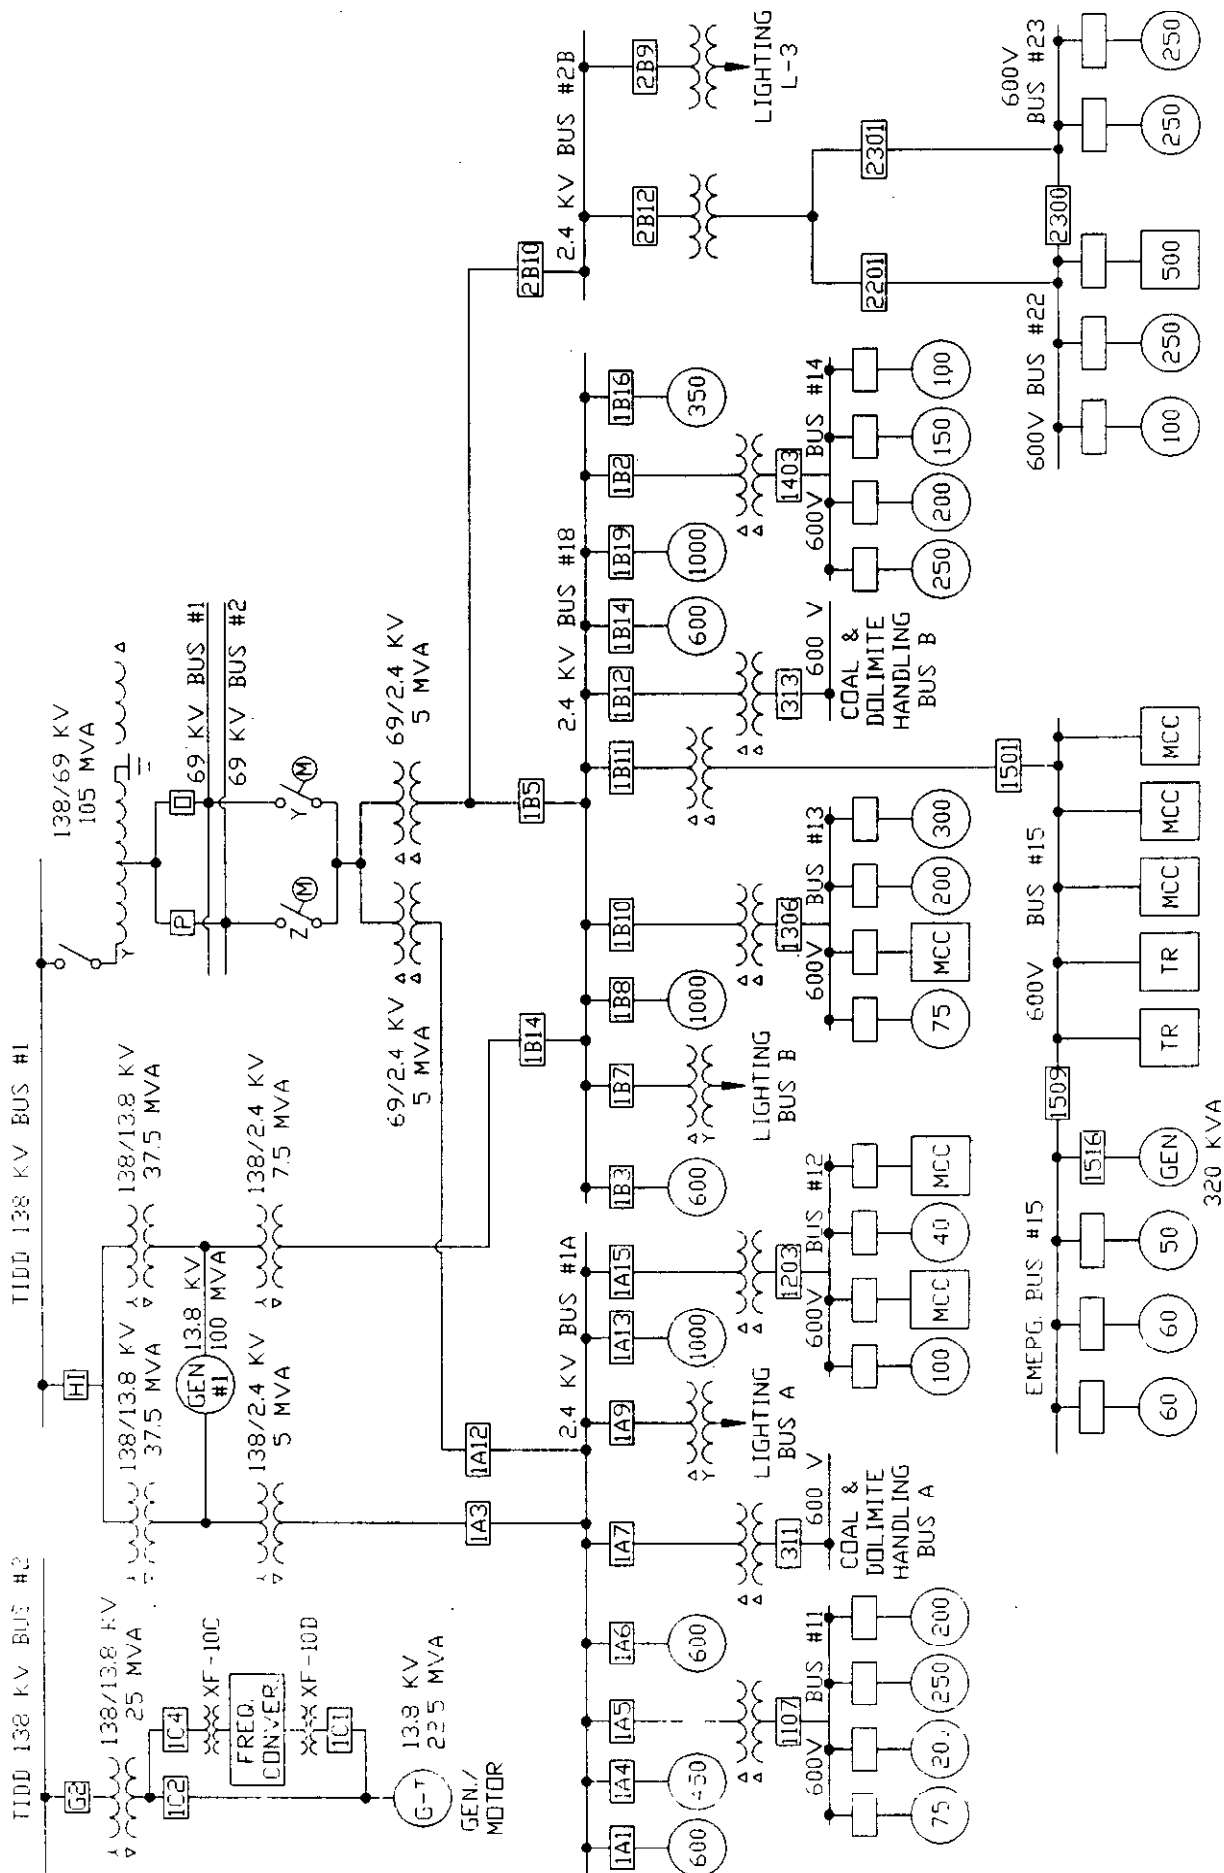 TIDD 138 KV BUS #2
G2
138/13.8 KV
25 MVA
1C4
XF-10C
1C2
FREQ.
CONVER.
XF-10D
1C1
G-T
GEN./
MOTOR
13.8 KV
22.5 MVA
TIDD 138 KV BUS #1
H1
138/13.8 KV
37.5 MVA
138/13.8 KV
37.5 MVA
GEN
#1
13.8 KV
100 MVA
138/2.4 KV
5 MVA
138/2.4 KV
7.5 MVA
138/69 KV
105 MVA
P
O
69 KV BUS #1
69 KV BUS #2
Z
M
Y
M
69/2.4 KV
5 MVA
69/2.4 KV
5 MVA
1A3
1A12
1B14
1B5
2B10
2.4 KV BUS #1A
2.4 KV BUS #18
2.4 KV BUS #2B
1A1
1A4
1A5
1A6
1A7
1A9
1A13
1A15
1B3
1B7
1B8
1B10
1B11
1B12
1B14
1B19
1B2
1B16
2B12
2B9
600
600
1000
600
1000
600
1000
350
LIGHTING
BUS A
LIGHTING
BUS B
LIGHTING
L-3
1107
311
1203
1306
313
1403
600V BUS #11
75
250
200
600 V
COAL &
DOLIMITE
HANDLING
BUS A
600V BUS #12
100
MCC
40
MCC
600V BUS #13
75
MCC
200
300
600 V
COAL &
DOLIMITE
HANDLING
BUS B
600V BUS #14
250
200
150
100
2201
2301
600V BUS #22
2300
600V
BUS #23
100
250
500
250
250
1501
EMERG. BUS #15
1509
600V BUS #15
1516
60
60
50
GEN
320 KVA
TR
TR
MCC
MCC
MCC